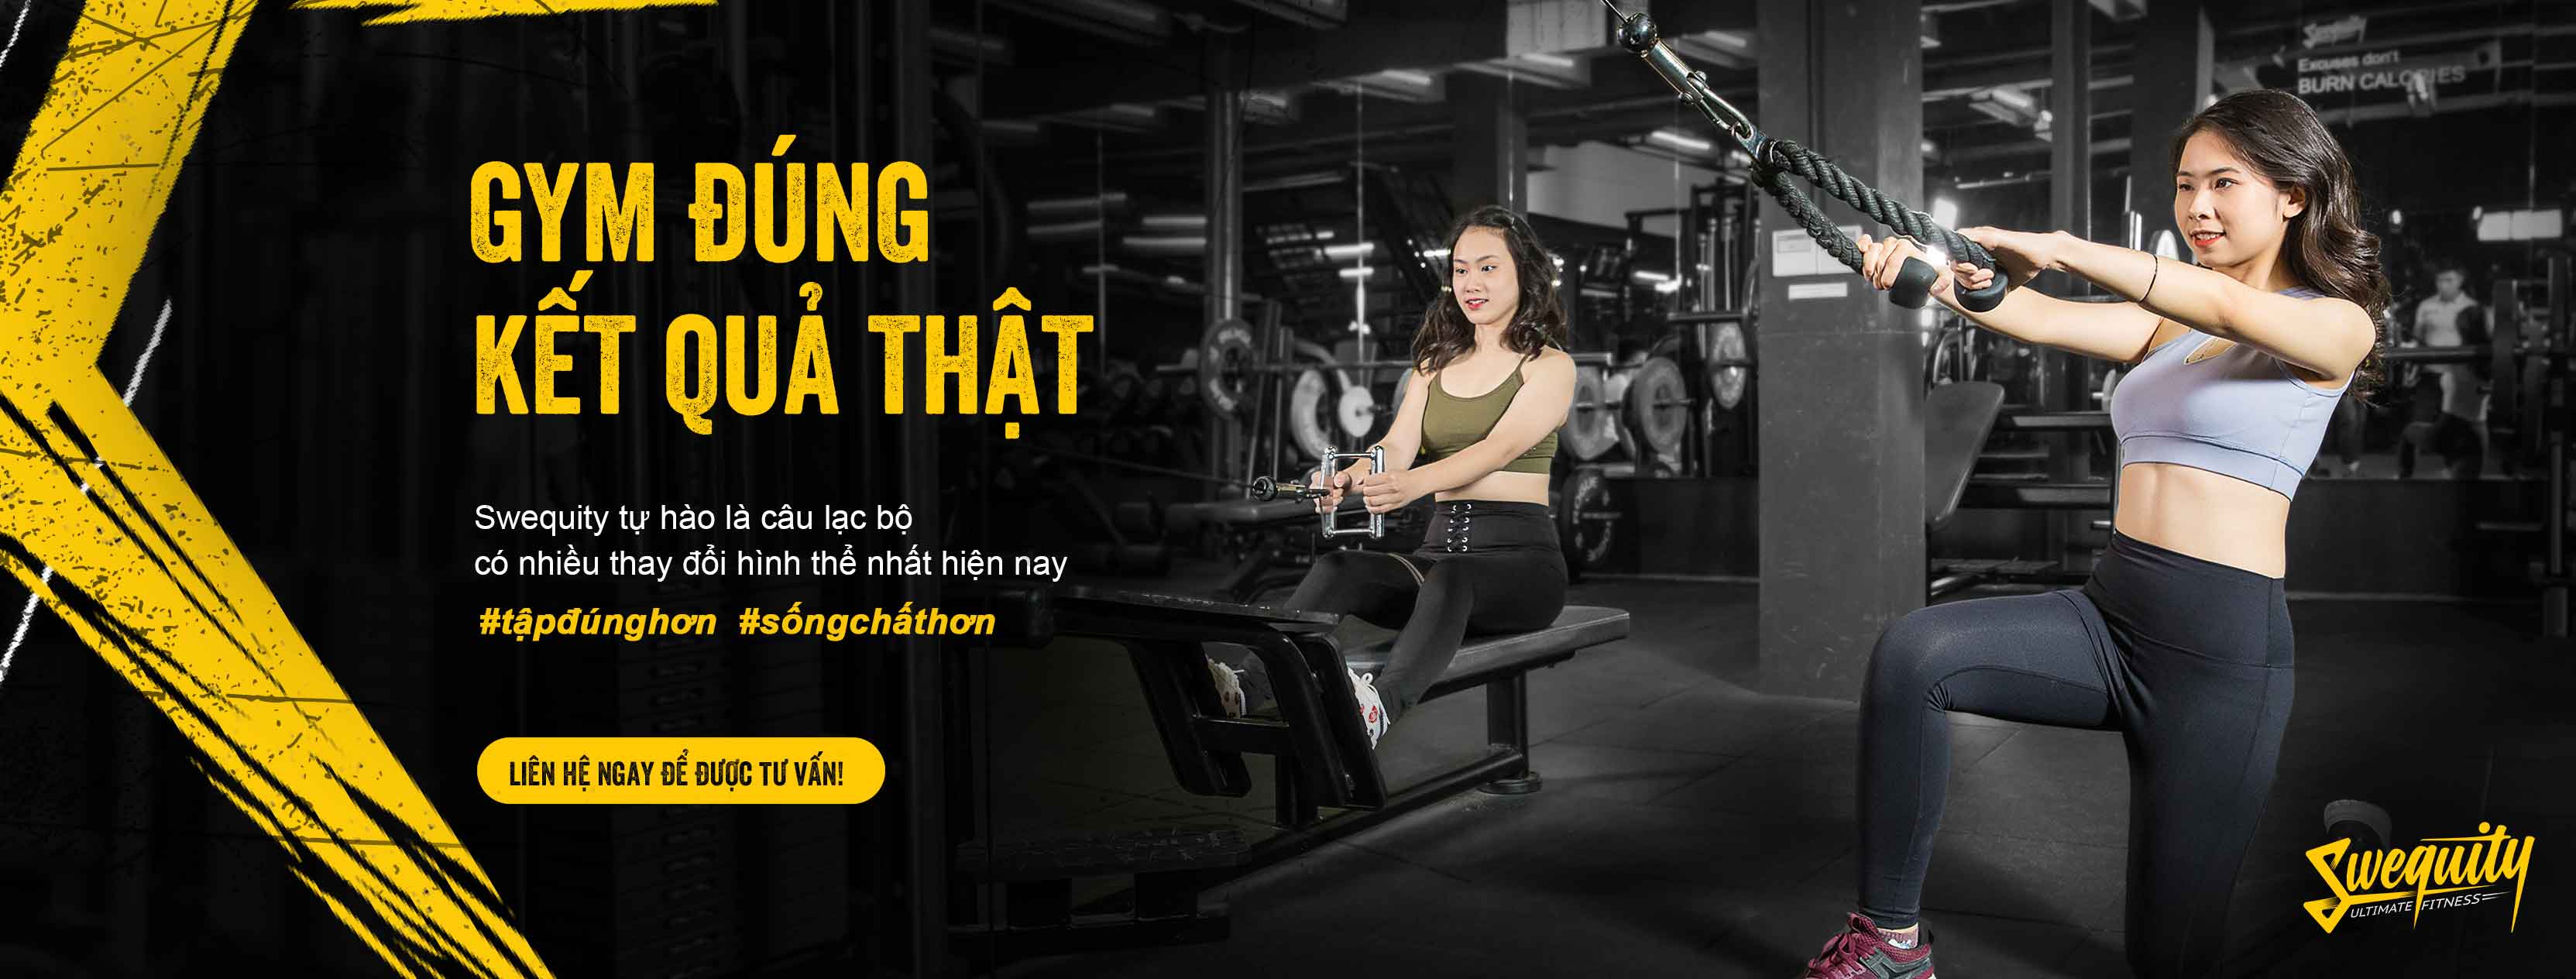 GYM ĐÚNG
KẾT QUẢ THẬT
Swequity tự hào là câu lạc bộ
có nhiều thay đổi hình thể nhất hiện nay
#tậpđúnghơn #sốngchấthơn
LIÊN HỆ NGAY ĐỂ ĐƯỢC TƯ VẤN!
Swequity
Excuses don't
BURN CALORIES
Swequity
ULTIMATE FITNESS